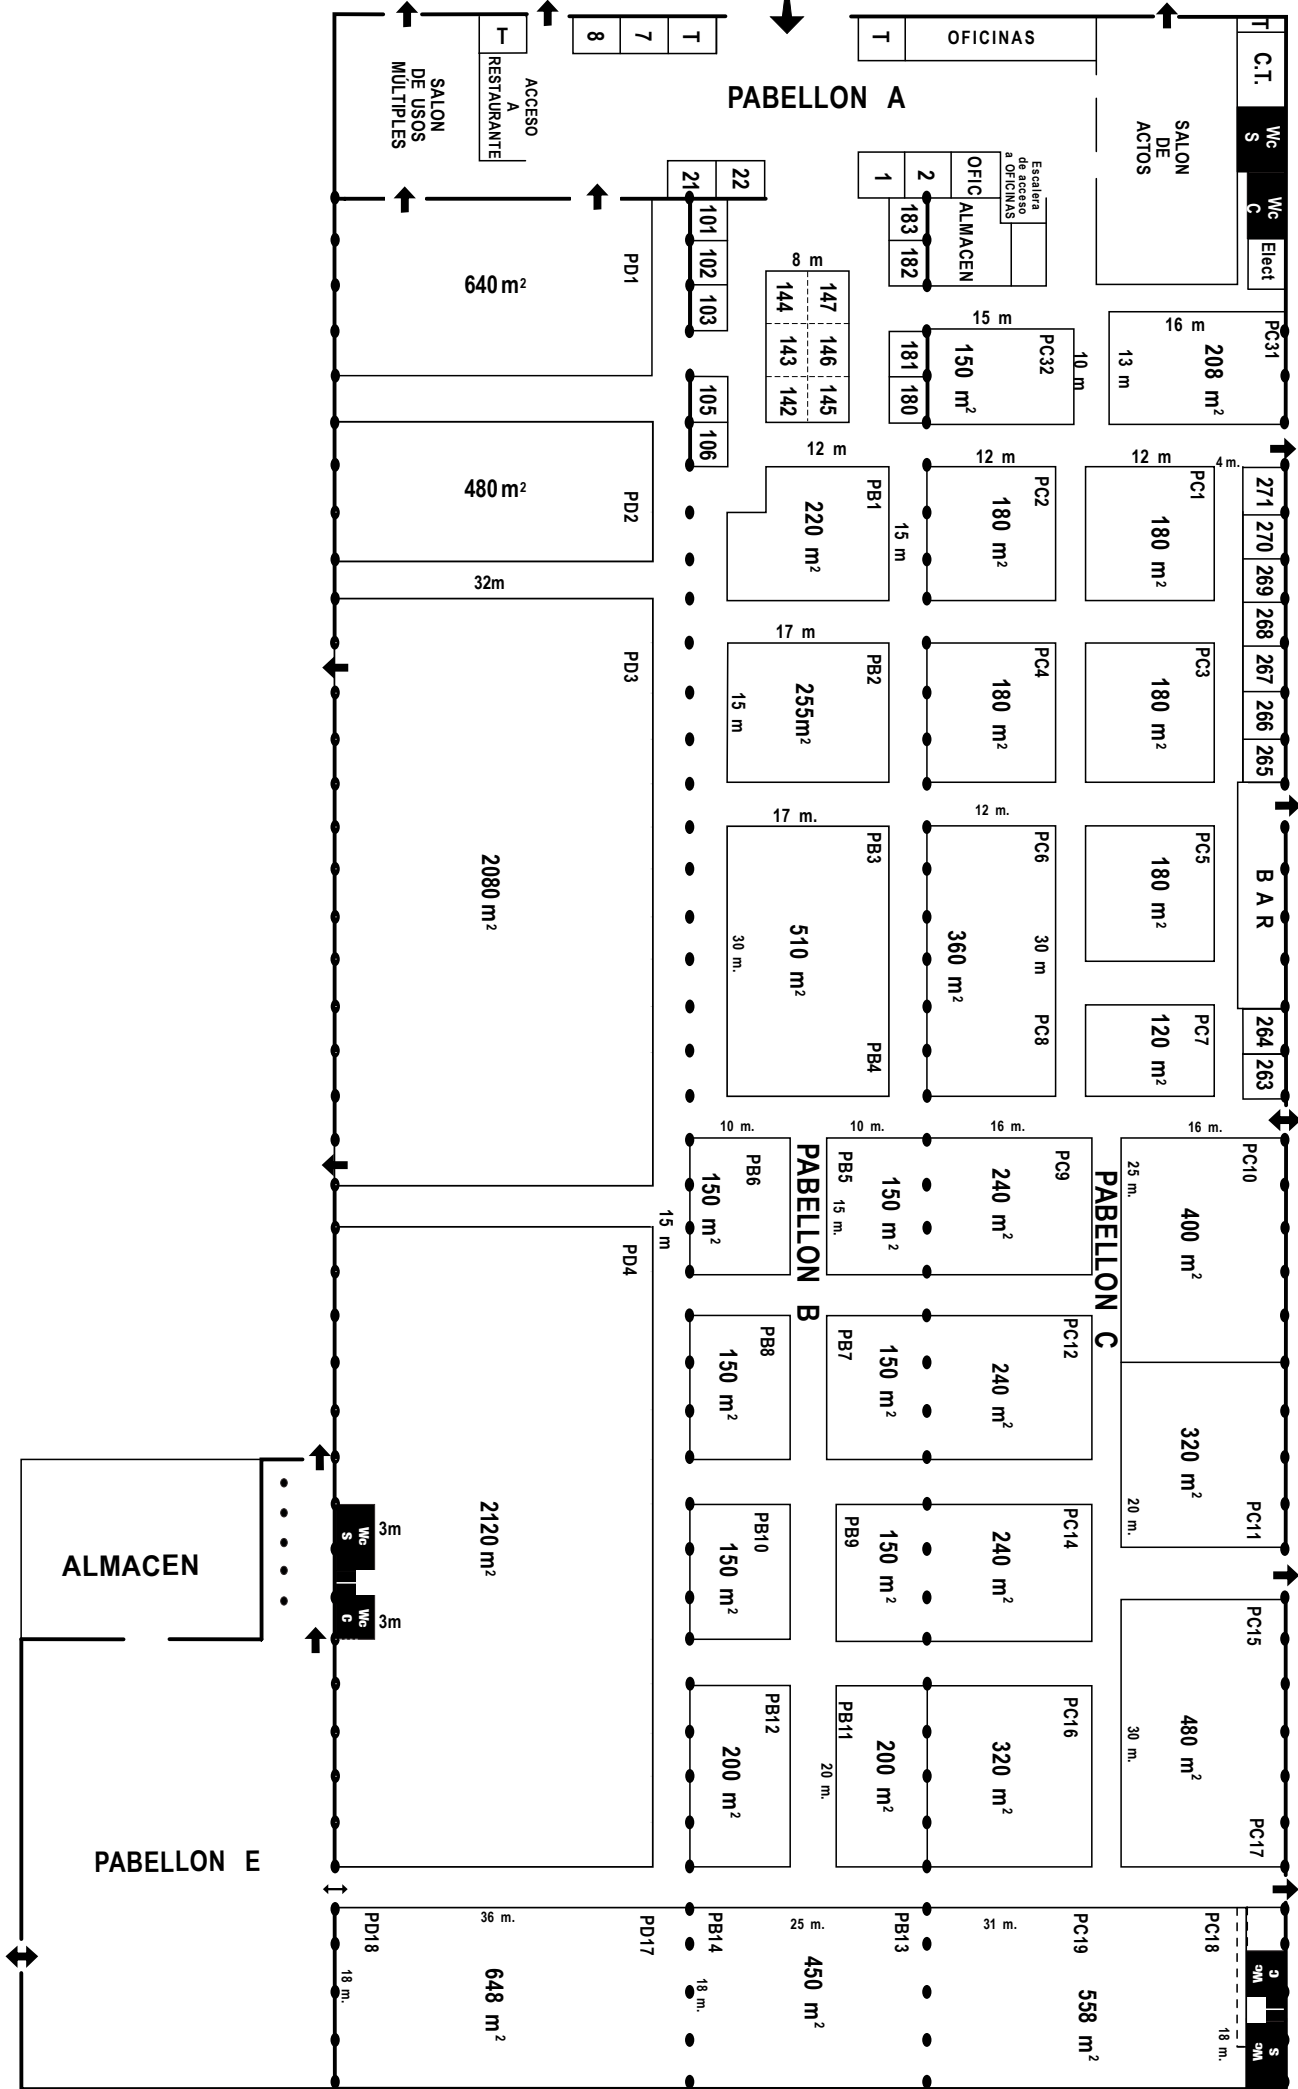 T
ACCESO
A
RESTAURANTE
SALON
DE USOS
MÚLTIPLES
8
7
T
T
OFICINAS
T
C.T.
Wc
S
Wc
C
Elect
SALON
DE
ACTOS
PABELLON A
21
22
1
2
OFIC
Escalera
de acceso
a OFICINAS
ALMACEN
101
102
103
183
182
8 m
144
147
143
146
142
145
PD1
640 m²
105
106
181
180
15 m
PC32
150 m²
10 m
16 m
PC31
13 m
208 m²
PD2
480 m²
32m
12 m
PB1
220 m²
15 m
12 m
PC2
180 m²
12 m
PC1
180 m²
4 m.
271
270
269
268
267
266
265
PD3
2080 m²
17 m
PB2
255m²
15 m
PC4
180 m²
PC3
180 m²
17 m.
PB3
510 m²
30 m.
PB4
12 m.
PC6
360 m²
30 m
PC8
PC5
180 m²
BAR
PC7
120 m²
264
263
10 m.
PB6
150 m²
15 m
10 m.
PB5
150 m²
15 m.
PABELLON B
16 m.
PC9
240 m²
PABELLON C
16 m.
PC10
25 m.
400 m²
PD4
2120 m²
PB8
150 m²
PB7
150 m²
PC12
240 m²
320 m²
20 m.
PC11
ALMACEN
Wc
S
3m
Wc
C
3m
PB10
150 m²
PB9
150 m²
PC14
240 m²
PC15
480 m²
30 m.
PC17
PB12
200 m²
PB11
200 m²
20 m.
PC16
320 m²
PABELLON E
36 m.
PD18
PD17
18 m.
648 m²
PB14
25 m.
PB13
18 m.
450 m²
31 m.
PC19
PC18
558 m²
18 m.
C
Wc
S
Wc